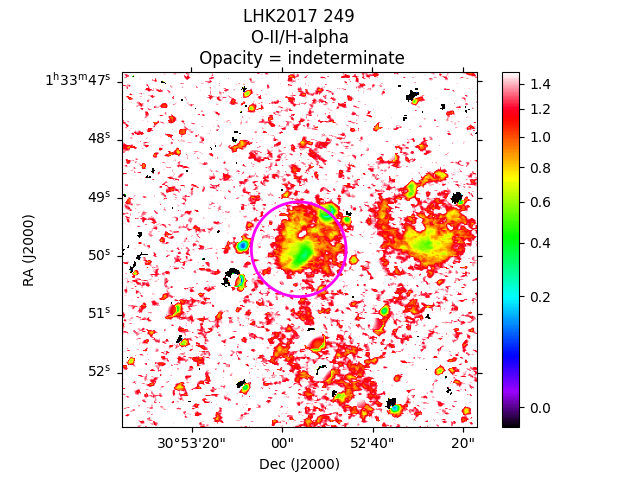 LHK2017 249
O-II/H-alpha
Opacity = indeterminate
1ʰ33ᵐ47ˢ
48ˢ
49ˢ
50ˢ
51ˢ
52ˢ
RA (J2000)
30°53'20" 00" 52'40" 20"
Dec (J2000)
1.4
1.2
1.0
0.8
0.6
0.4
0.2
0.0